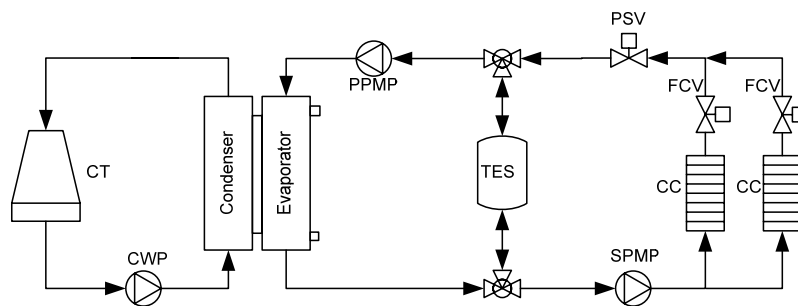 PSV
PPMP
FCV
FCV
CT
Condenser
Evaporator
TES
CC
CC
CWP
SPMP